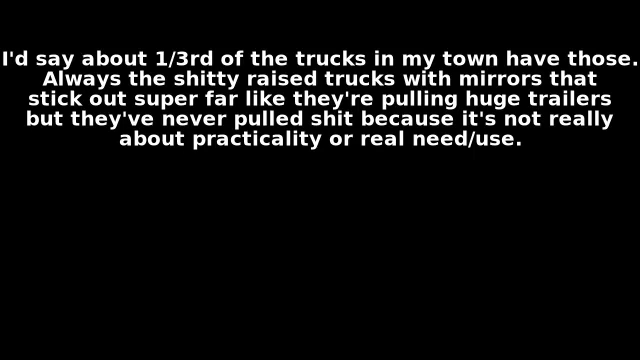 I'd say about 1/3rd of the trucks in my town have those.
Always the shitty raised trucks with mirrors that
stick out super far like they're pulling huge trailers
but they've never pulled shit because it's not really
about practicality or real need/use.